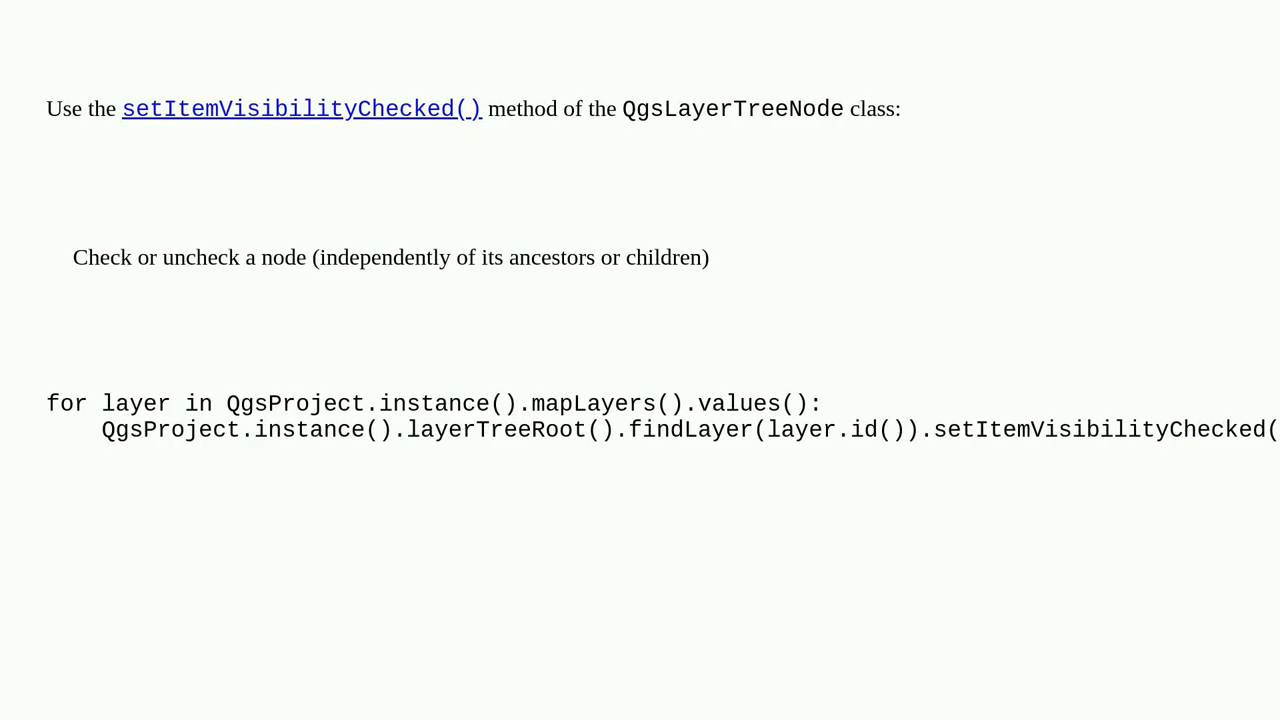 Use the setItemVisibilityChecked() method of the QgsLayerTreeNode class:
Check or uncheck a node (independently of its ancestors or children)
for layer in QgsProject.instance().mapLayers().values():
    QgsProject.instance().layerTreeRoot().findLayer(layer.id()).setItemVisibilityChecked(